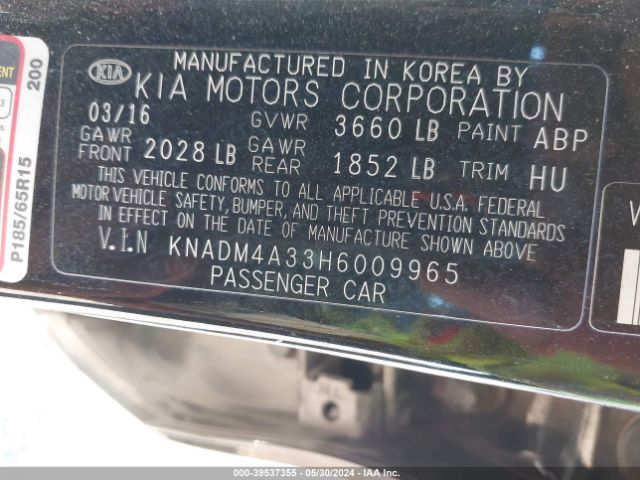 KIA
MANUFACTURED IN KOREA BY
KIA MOTORS CORPORATION
03/16 GVWR 3660 LB PAINT ABP
GAWR FRONT 2028 LB GAWR REAR 1852 LB TRIM HU
THIS VEHICLE CONFORMS TO ALL APPLICABLE U.S.A. FEDERAL
MOTOR VEHICLE SAFETY, BUMPER, AND THEFT PREVENTION STANDARDS
IN EFFECT ON THE DATE OF MANUFACTURE SHOWN ABOVE
V.I.N KNADM4A33H6009965
PASSENGER CAR
200
P185/65R15
000-39537355 - 05/30/2024 - IAAI.COM